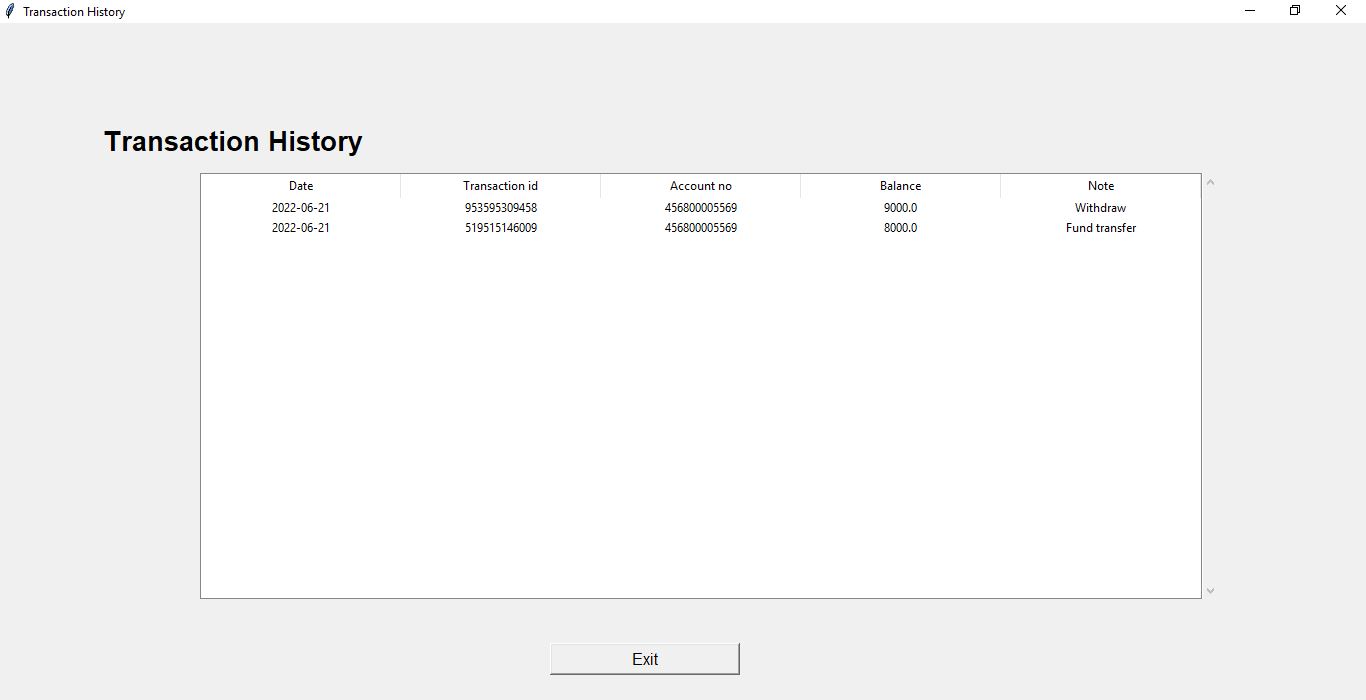 Transaction History
Transaction History
Date Transaction id Account no Balance Note
2022-06-21 953595309458 456800005569 9000.0 Withdraw
2022-06-21 519515146009 456800005569 8000.0 Fund transfer
Exit